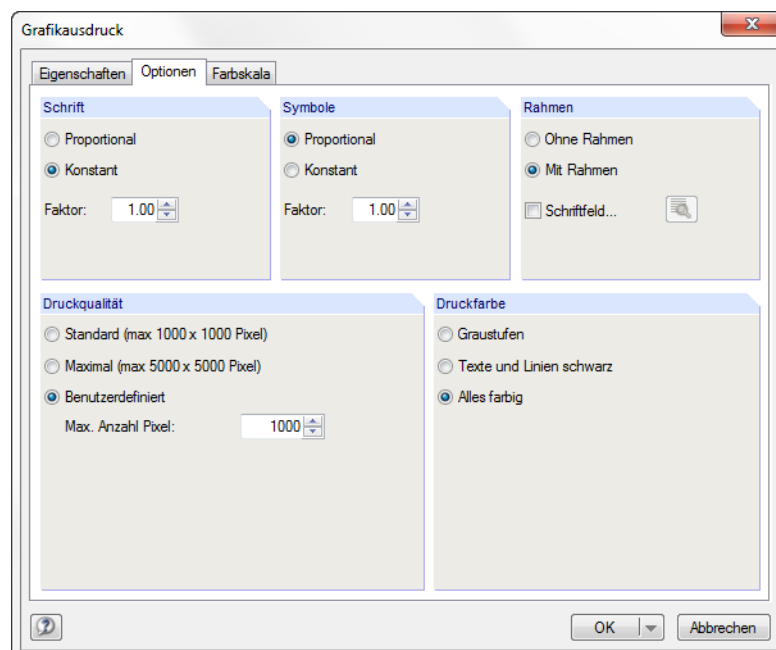 Grafikausdruck
Eigenschaften Optionen Farbskala
Schrift
Proportional
Konstant
Faktor: 1.00
Symbole
Proportional
Konstant
Faktor: 1.00
Rahmen
Ohne Rahmen
Mit Rahmen
Schriftfeld...
Druckqualität
Standard (max 1000 x 1000 Pixel)
Maximal (max 5000 x 5000 Pixel)
Benutzerdefiniert
Max. Anzahl Pixel: 1000
Druckfarbe
Graustufen
Texte und Linien schwarz
Alles farbig
OK Abbrechen